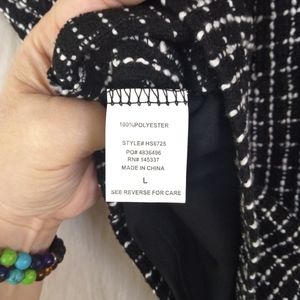 100%POLYESTER
STYLE# HS6725
PO# 4836496
RN# 145337
MADE IN CHINA
L
SEE REVERSE FOR CARE